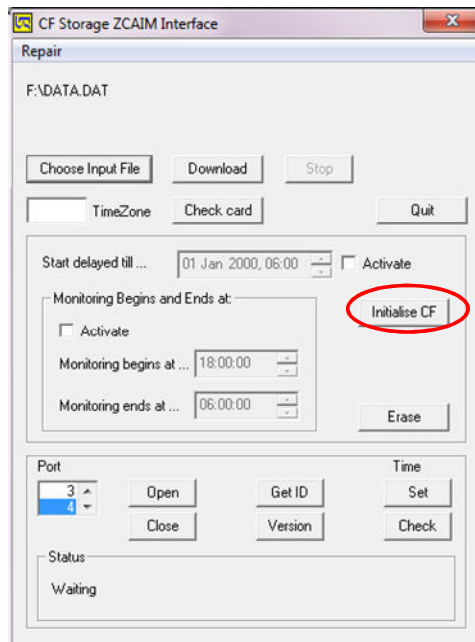 CF Storage ZCAIM Interface
Repair
F:\DATA.DAT
Choose Input File Download Stop
TimeZone Check card Quit
Start delayed till ... 01 Jan 2000, 06:00 Activate
Monitoring Begins and Ends at:
Initialise CF
Activate
Monitoring begins at ... 18:00:00
Monitoring ends at ... 06:00:00
Erase
Port Time
3
Open Get ID Set
4
Close Version Check
Status
Waiting